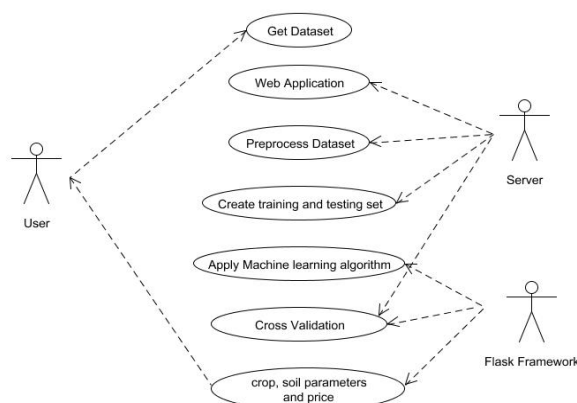 Get Dataset
Web Application
Preprocess Dataset
Create training and testing set
User
Server
Apply Machine learning algorithm
Cross Validation
Flask Framework
crop, soil parameters
and price